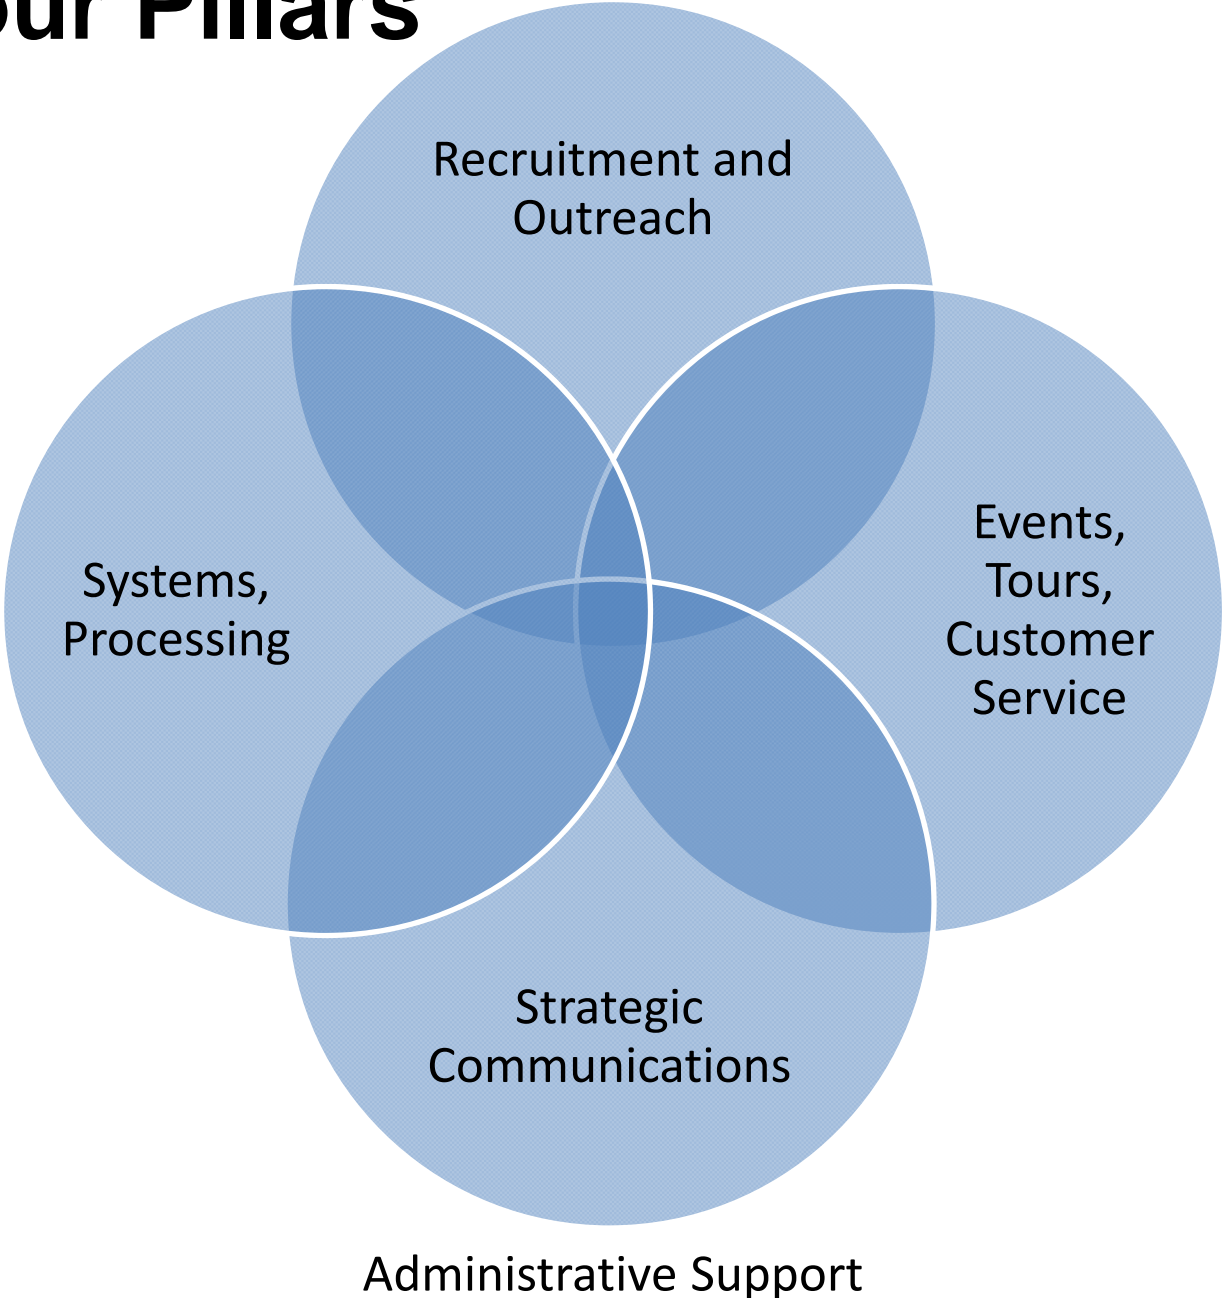 our Pillars
Recruitment and
Outreach
Systems,
Processing
Events,
Tours,
Customer
Service
Strategic
Communications
Administrative Support